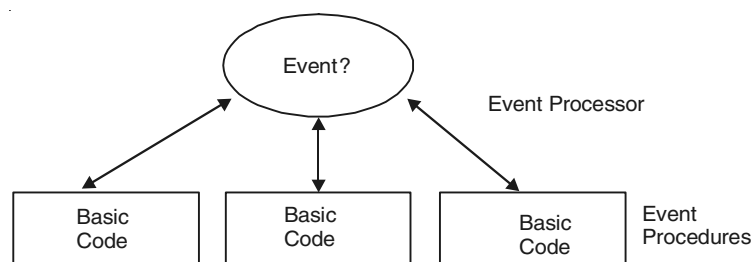 Event?
Event Processor
Basic
Code
Basic
Code
Basic
Code
Event
Procedures